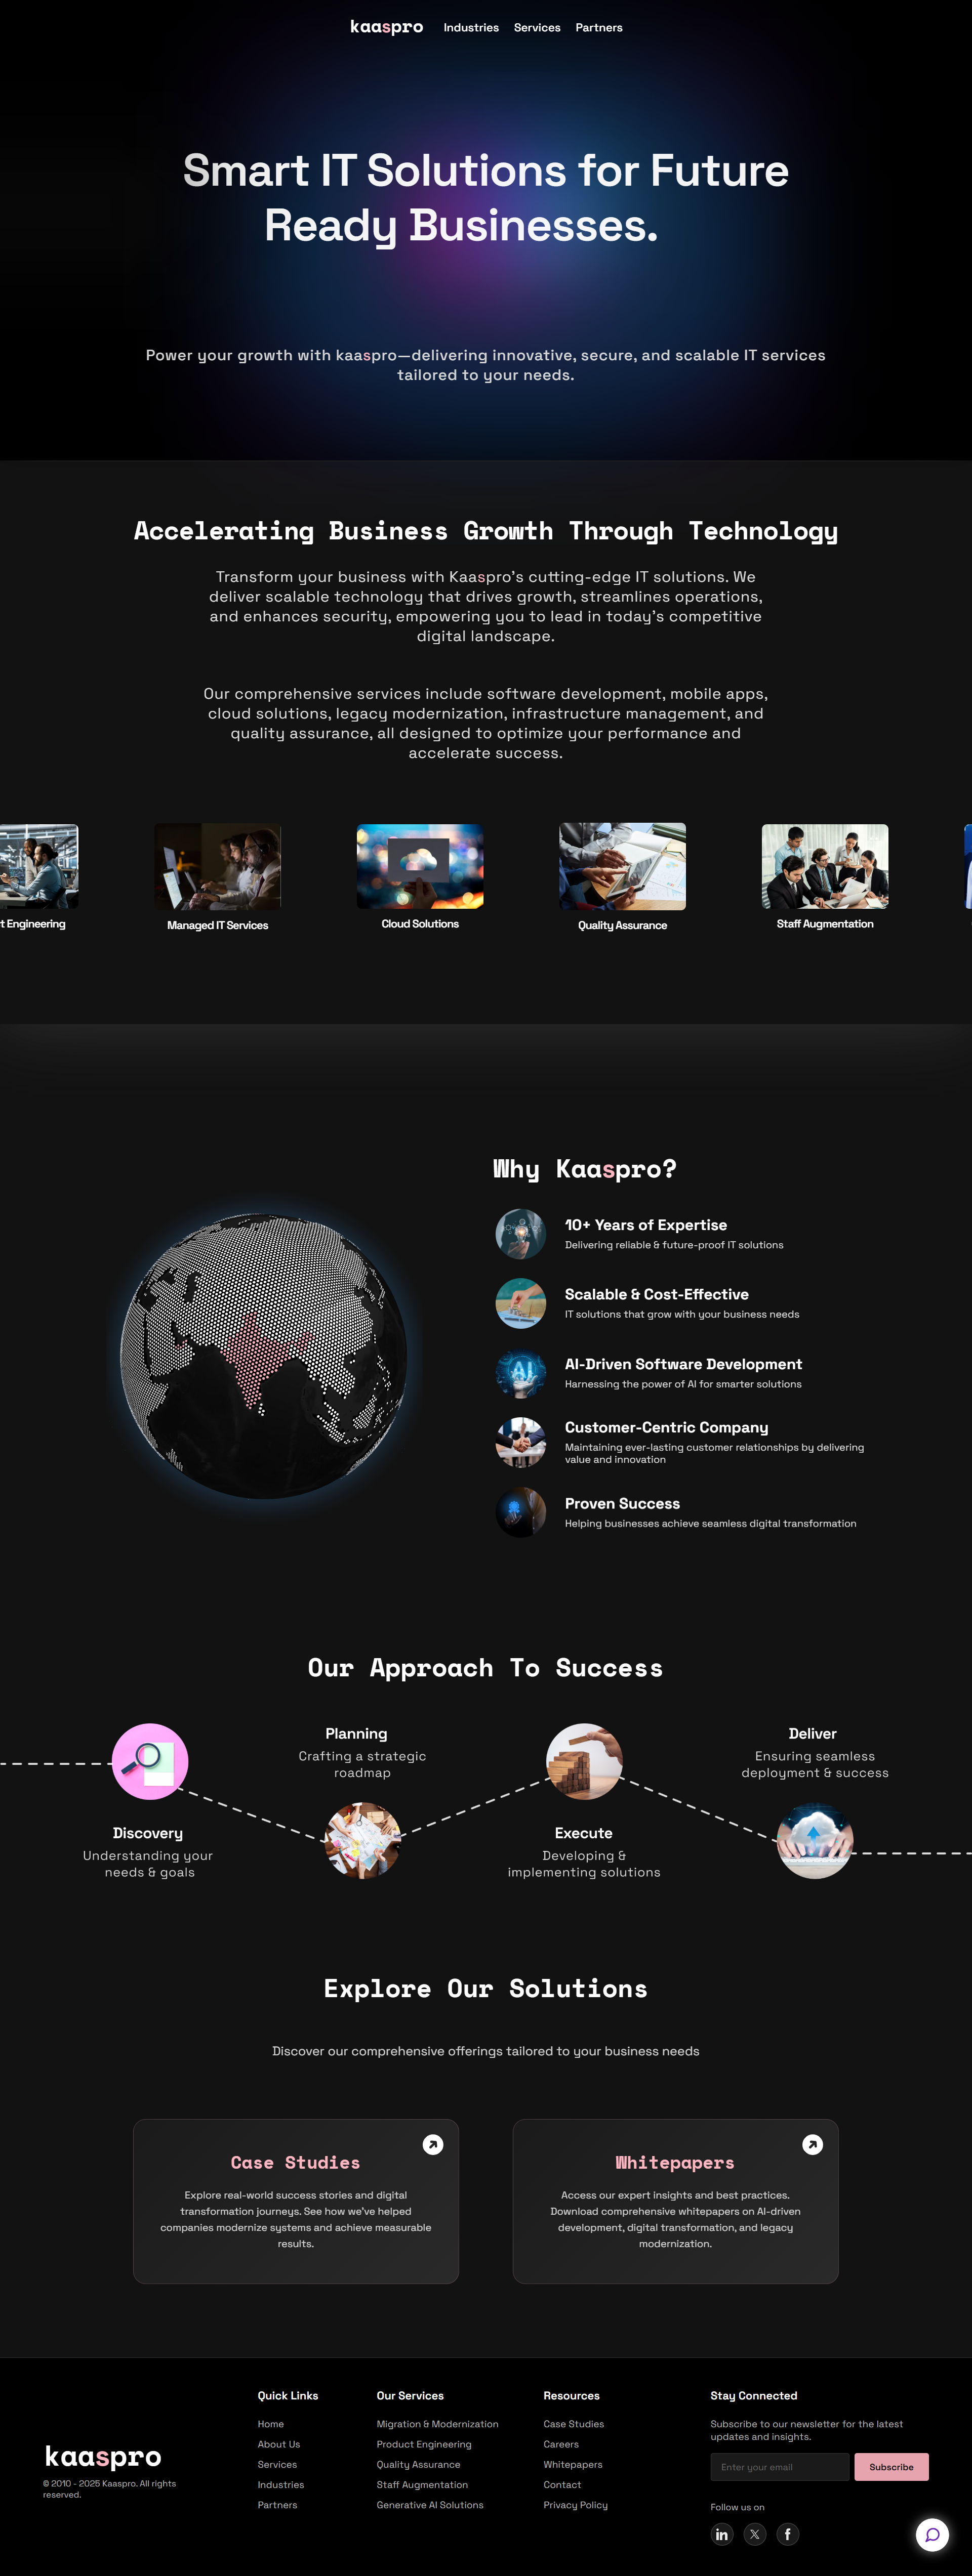 kaaspro Industries Services Partners
Smart IT Solutions for Future
Ready Businesses.
Power your growth with kaaspro—delivering innovative, secure, and scalable IT services
tailored to your needs.
Accelerating Business Growth Through Technology
Transform your business with Kaaspro's cutting-edge IT solutions. We
deliver scalable technology that drives growth, streamlines operations,
and enhances security, empowering you to lead in today's competitive
digital landscape.
Our comprehensive services include software development, mobile apps,
cloud solutions, legacy modernization, infrastructure management, and
quality assurance, all designed to optimize your performance and
accelerate success.
t Engineering
Managed IT Services
Cloud Solutions
Quality Assurance
Staff Augmentation
Why Kaaspro?
10+ Years of Expertise
Delivering reliable & future-proof IT solutions
Scalable & Cost-Effective
IT solutions that grow with your business needs
AI
AI-Driven Software Development
Harnessing the power of AI for smarter solutions
Customer-Centric Company
Maintaining ever-lasting customer relationships by delivering
value and innovation
Proven Success
Helping businesses achieve seamless digital transformation
Our Approach To Success
Discovery
Understanding your
needs & goals
Planning
Crafting a strategic
roadmap
Execute
Developing &
implementing solutions
Deliver
Ensuring seamless
deployment & success
Explore Our Solutions
Discover our comprehensive offerings tailored to your business needs
Case Studies
Explore real-world success stories and digital
transformation journeys. See how we've helped
companies modernize systems and achieve measurable
results.
Whitepapers
Access our expert insights and best practices.
Download comprehensive whitepapers on AI-driven
development, digital transformation, and legacy
modernization.
kaaspro
© 2010 - 2025 Kaaspro. All rights
reserved.
Quick Links
Home
About Us
Services
Industries
Partners
Our Services
Migration & Modernization
Product Engineering
Quality Assurance
Staff Augmentation
Generative AI Solutions
Resources
Case Studies
Careers
Whitepapers
Contact
Privacy Policy
Stay Connected
Subscribe to our newsletter for the latest
updates and insights.
Enter your email
Subscribe
Follow us on